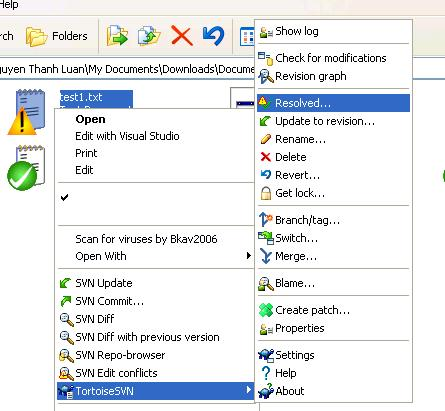 Help
rch Folders
guyen Thanh Luan\My Documents\Downloads\Docume
test1.txt
Open
Edit with Visual Studio
Print
Edit
Scan for viruses by Bkav2006
Open With
SVN Update
SVN Commit...
SVN Diff
SVN Diff with previous version
SVN Repo-browser
SVN Edit conflicts
TortoiseSVN
Show log
Check for modifications
Revision graph
Resolved...
Update to revision...
Rename...
Delete
Revert...
Get lock...
Branch/tag...
Switch...
Merge...
Blame...
Create patch...
Properties
Settings
Help
About